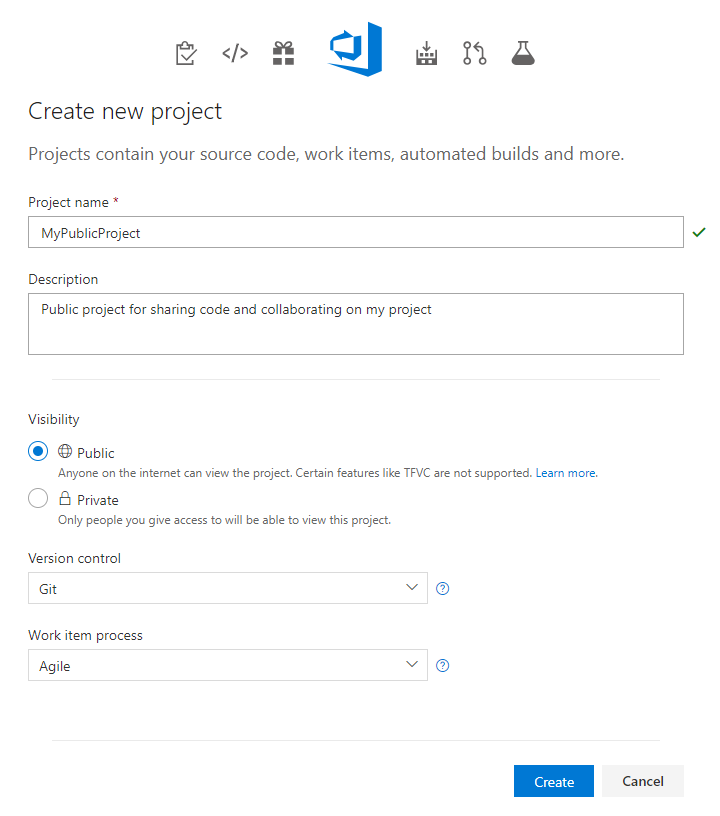 Create new project
Projects contain your source code, work items, automated builds and more.
Project name *
MyPublicProject
Description
Public project for sharing code and collaborating on my project
Visibility
Public
Anyone on the internet can view the project. Certain features like TFVC are not supported. Learn more.
Private
Only people you give access to will be able to view this project.
Version control
Git
Work item process
Agile
Create Cancel